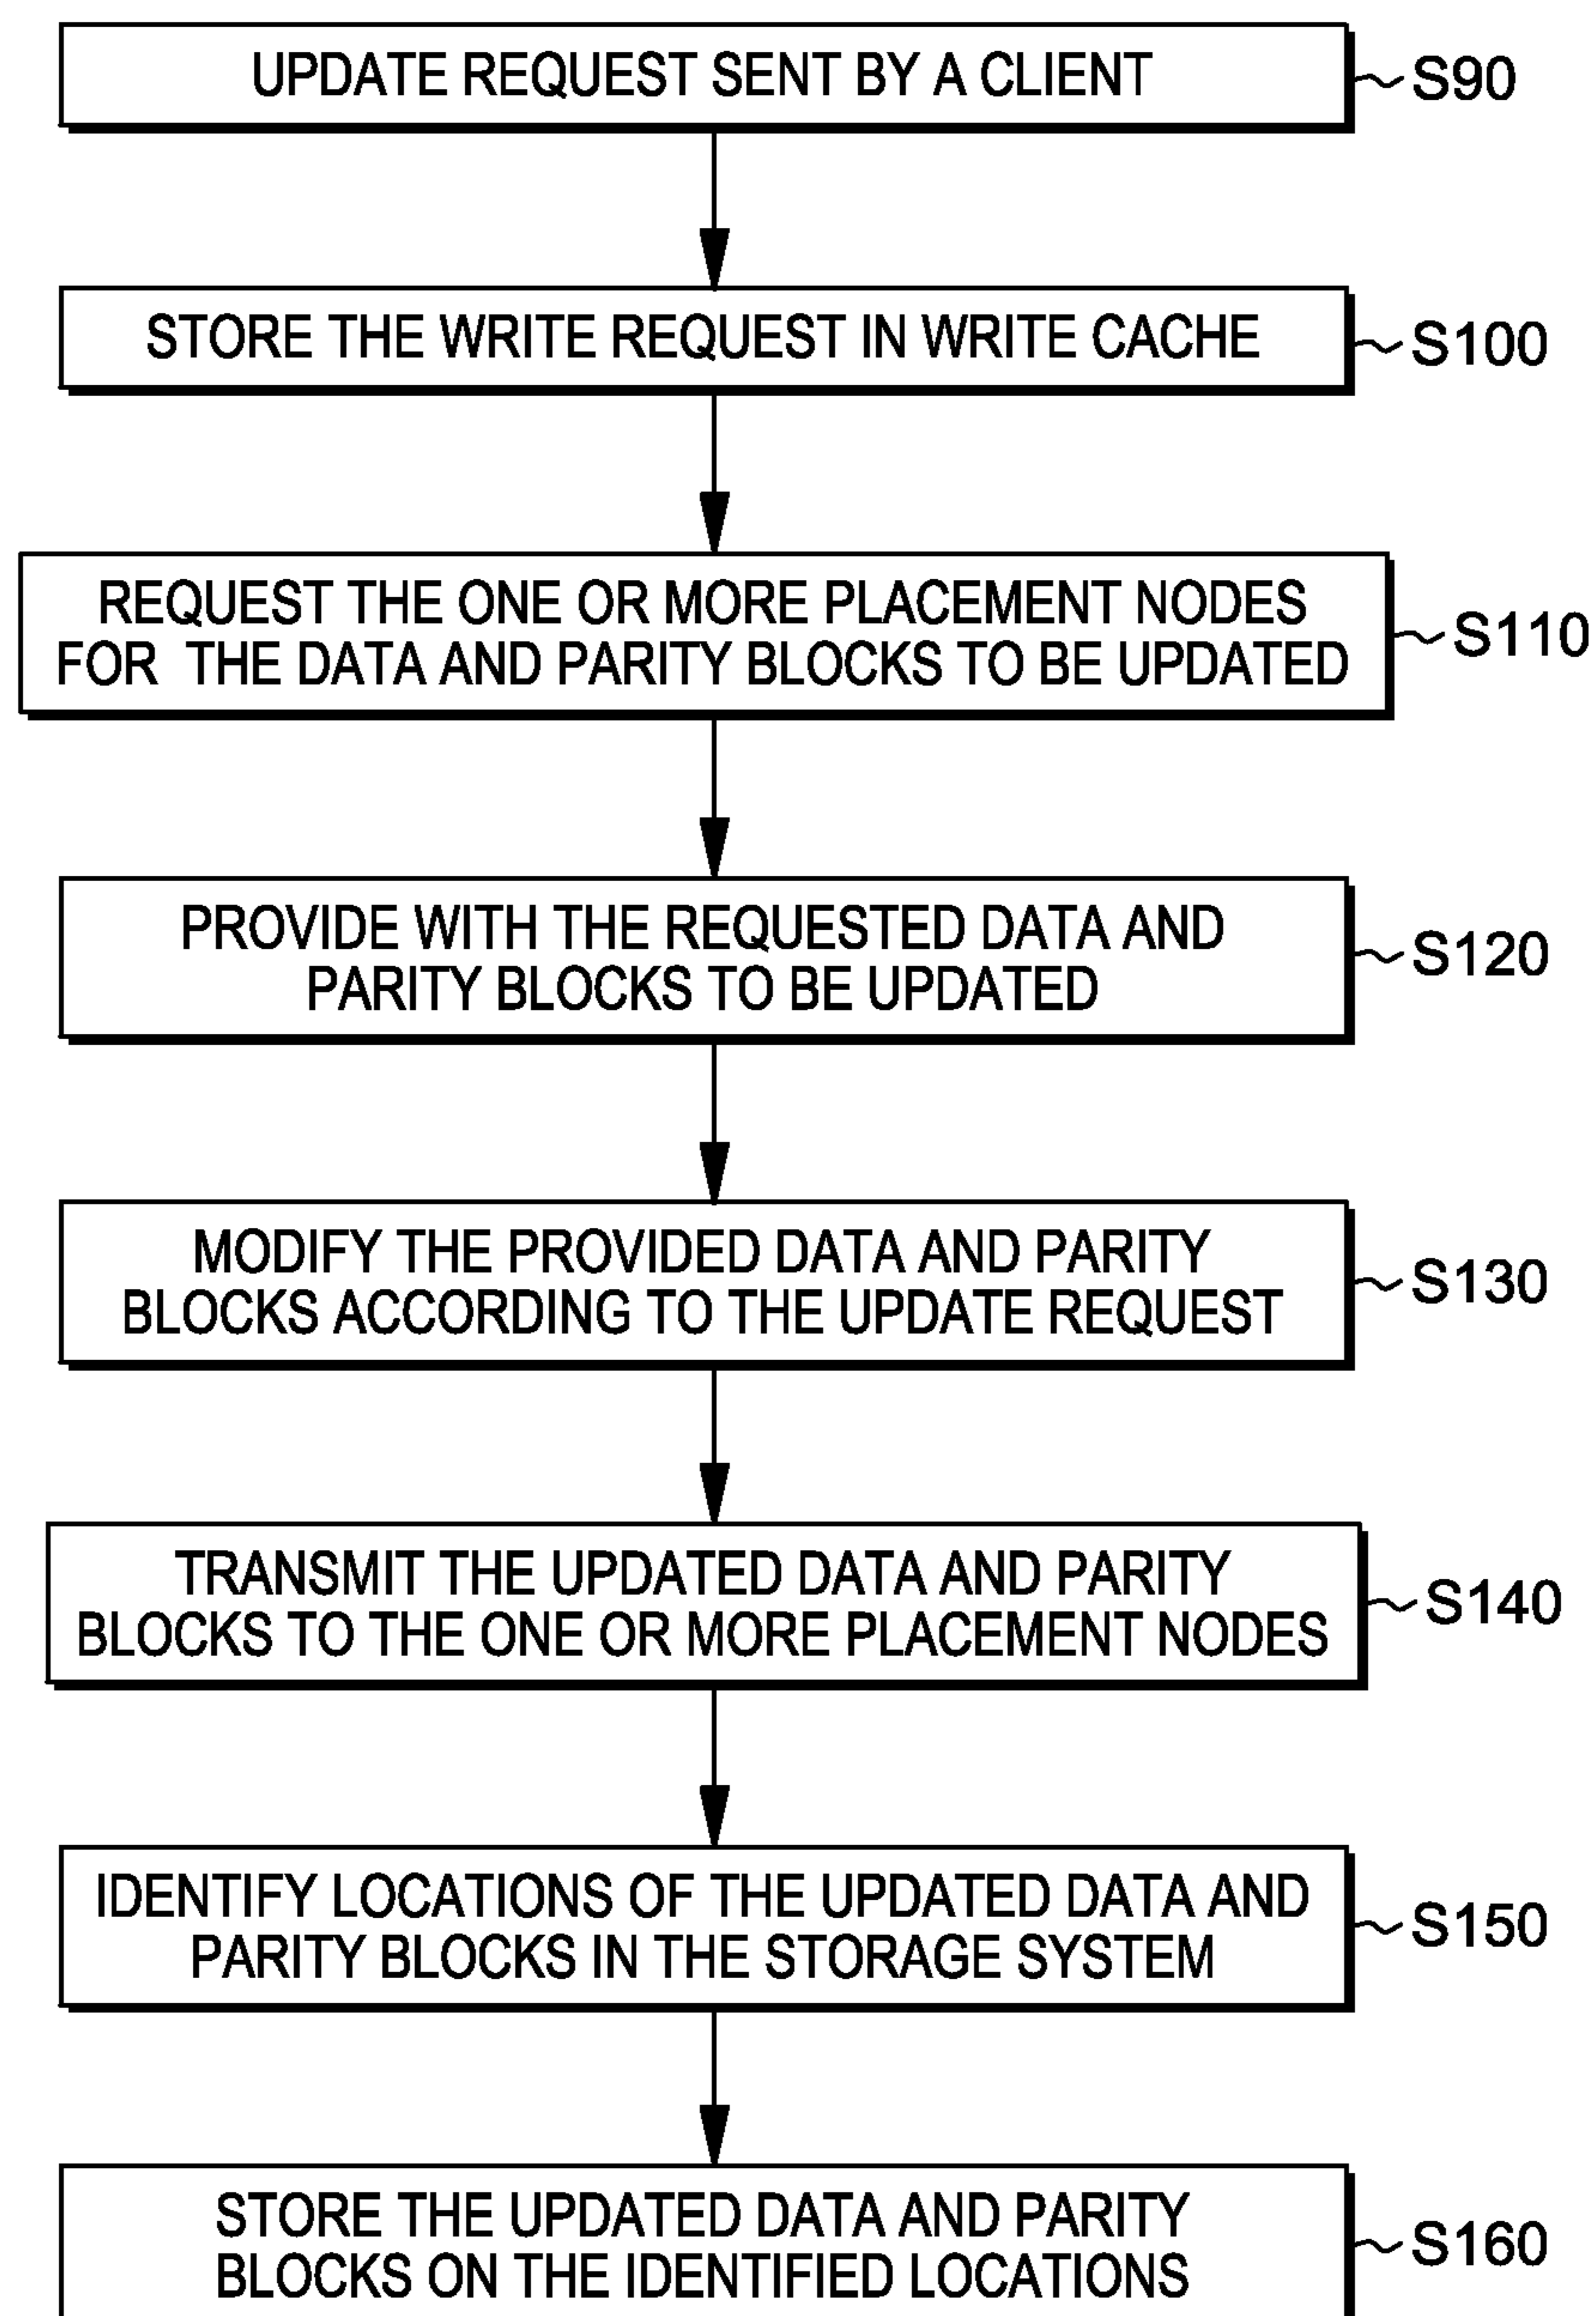 UPDATE REQUEST SENT BY A CLIENT
S90
STORE THE WRITE REQUEST IN WRITE CACHE
S100
REQUEST THE ONE OR MORE PLACEMENT NODES
FOR THE DATA AND PARITY BLOCKS TO BE UPDATED
S110
PROVIDE WITH THE REQUESTED DATA AND
PARITY BLOCKS TO BE UPDATED
S120
MODIFY THE PROVIDED DATA AND PARITY
BLOCKS ACCORDING TO THE UPDATE REQUEST
S130
TRANSMIT THE UPDATED DATA AND PARITY
BLOCKS TO THE ONE OR MORE PLACEMENT NODES
S140
IDENTIFY LOCATIONS OF THE UPDATED DATA AND
PARITY BLOCKS IN THE STORAGE SYSTEM
S150
STORE THE UPDATED DATA AND PARITY
BLOCKS ON THE IDENTIFIED LOCATIONS
S160